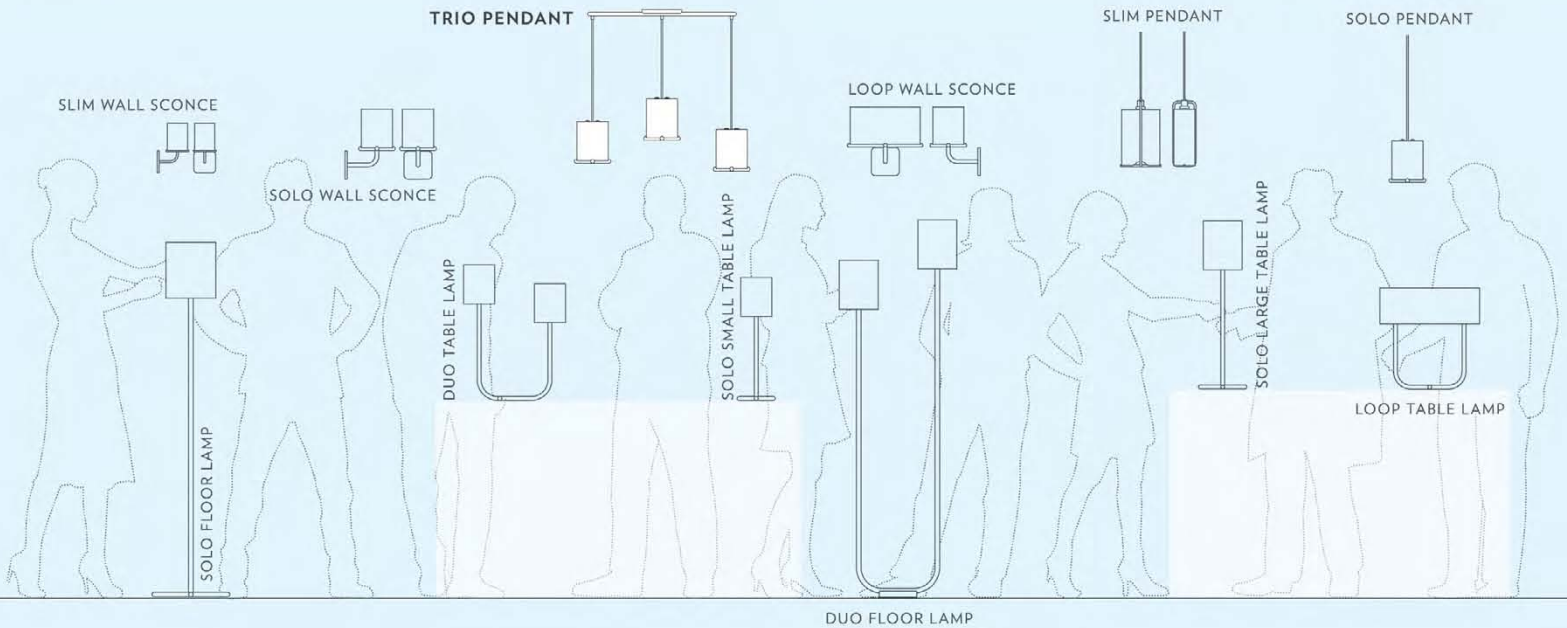 TRIO PENDANT
SLIM PENDANT
SOLO PENDANT
SLIM WALL SCONCE
LOOP WALL SCONCE
SOLO WALL SCONCE
DUO TABLE LAMP
SOLO SMALL TABLE LAMP
SOLO LARGE TABLE LAMP
LOOP TABLE LAMP
SOLO FLOOR LAMP
DUO FLOOR LAMP